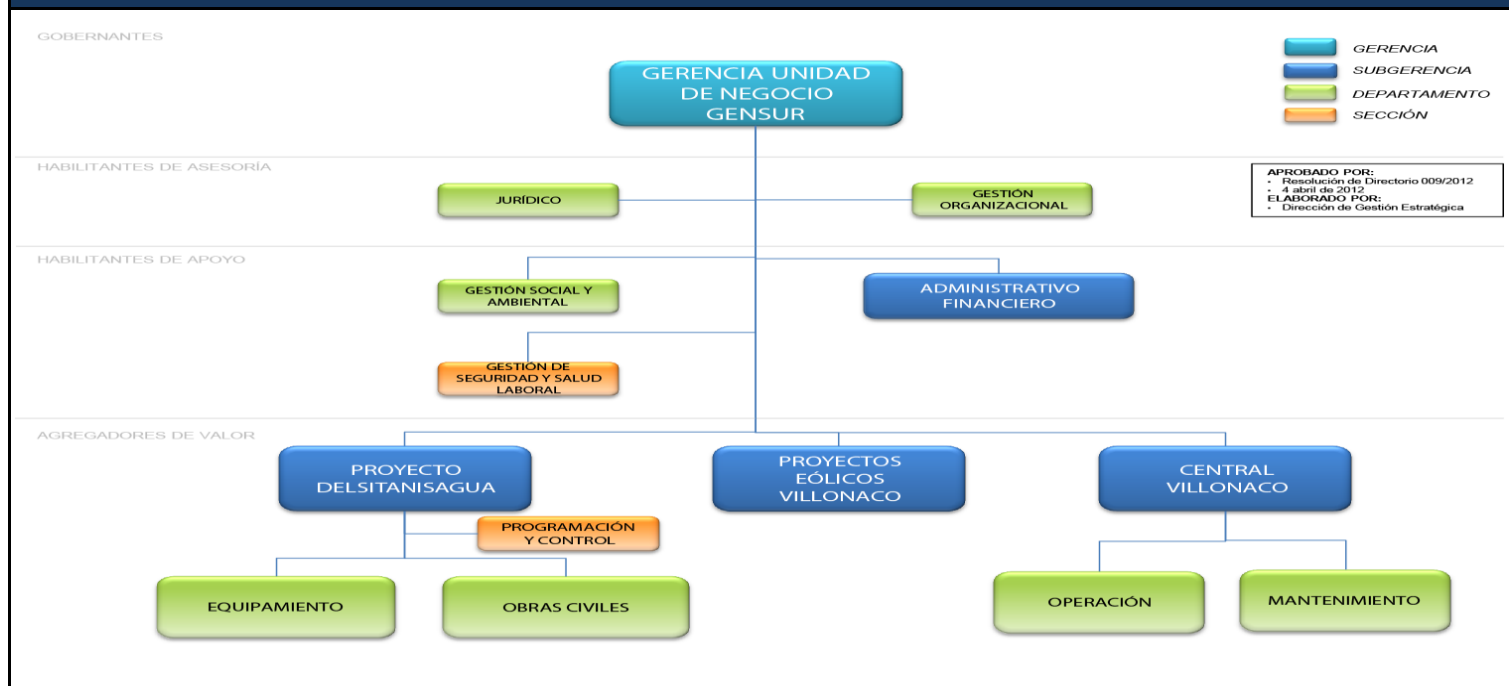 GOBERNANTES
GERENCIA UNIDAD
DE NEGOCIO
GENSUR
GERENCIA
SUBGERENCIA
DEPARTAMENTO
SECCIÓN
HABILITANTES DE ASESORÍA
JURÍDICO
GESTIÓN
ORGANIZACIONAL
APROBADO POR:
- Resolución de Directorio 009/2012
- 4 abril de 2012
ELABORADO POR:
- Dirección de Gestión Estratégica
HABILITANTES DE APOYO
GESTIÓN SOCIAL Y
AMBIENTAL
ADMINISTRATIVO
FINANCIERO
GESTIÓN DE
SEGURIDAD Y SALUD
LABORAL
AGREGADORES DE VALOR
PROYECTO
DELSITANISAGUA
PROYECTOS
EÓLICOS
VILLONACO
CENTRAL
VILLONACO
PROGRAMACIÓN
Y CONTROL
EQUIPAMIENTO
OBRAS CIVILES
OPERACIÓN
MANTENIMIENTO